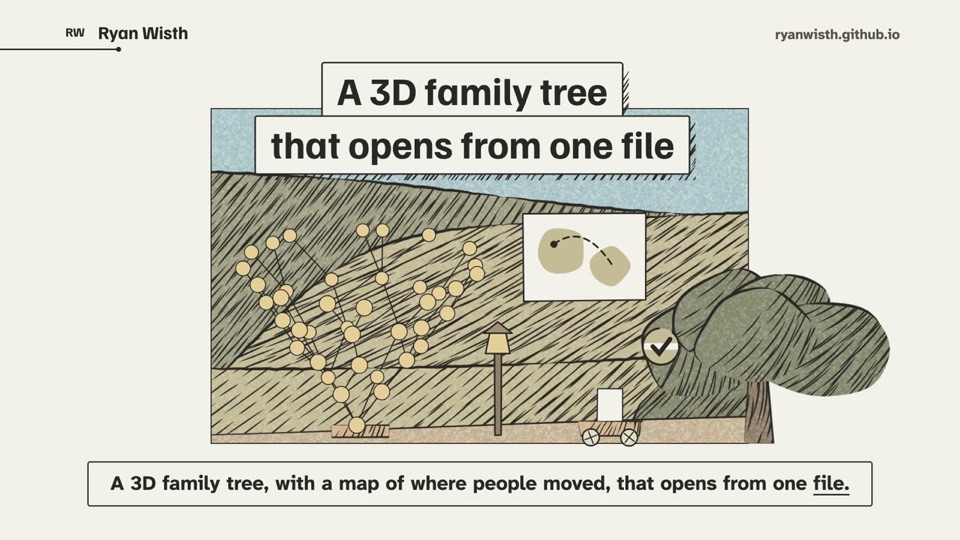 RW Ryan Wisth
ryanwisth.github.io
A 3D family tree
that opens from one file
A 3D family tree, with a map of where people moved, that opens from one file.